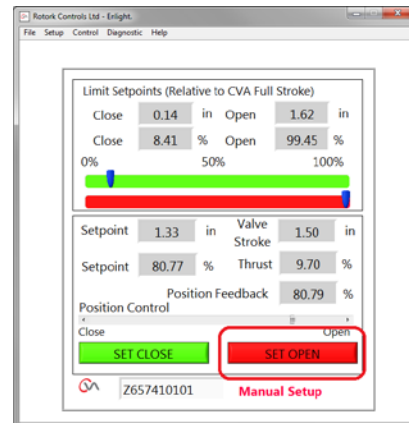 Rotork Controls Ltd - Enlight.
File Setup Control Diagnostic Help
Limit Setpoints (Relative to CVA Full Stroke)
Close 0.14 in Open 1.62 in
Close 8.41 % Open 99.45 %
0% 50% 100%
Setpoint 1.33 in Valve Stroke 1.50 in
Setpoint 80.77 % Thrust 9.70 %
Position Feedback 80.79 %
Position Control
Close Open
SET CLOSE SET OPEN
CVA Z657410101 Manual Setup